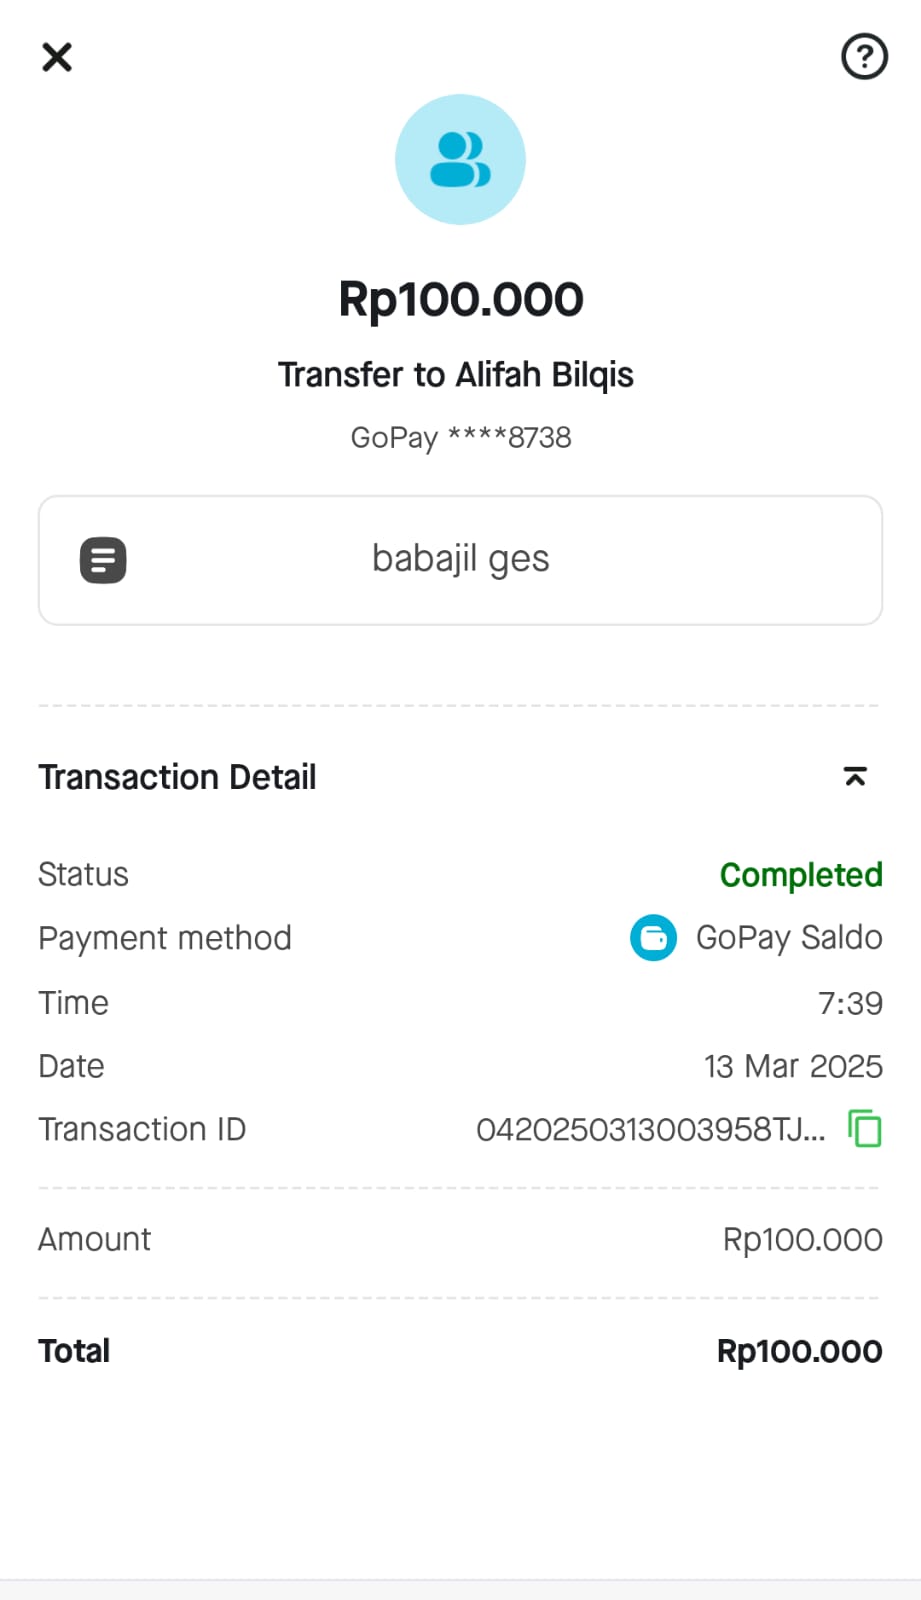 Rp100.000
Transfer to Alifah Bilqis
GoPay ****8738
babajil ges
Transaction Detail
Status Completed
Payment method GoPay Saldo
Time 7:39
Date 13 Mar 2025
Transaction ID 0420250313003958TJ...
Amount Rp100.000
Total Rp100.000